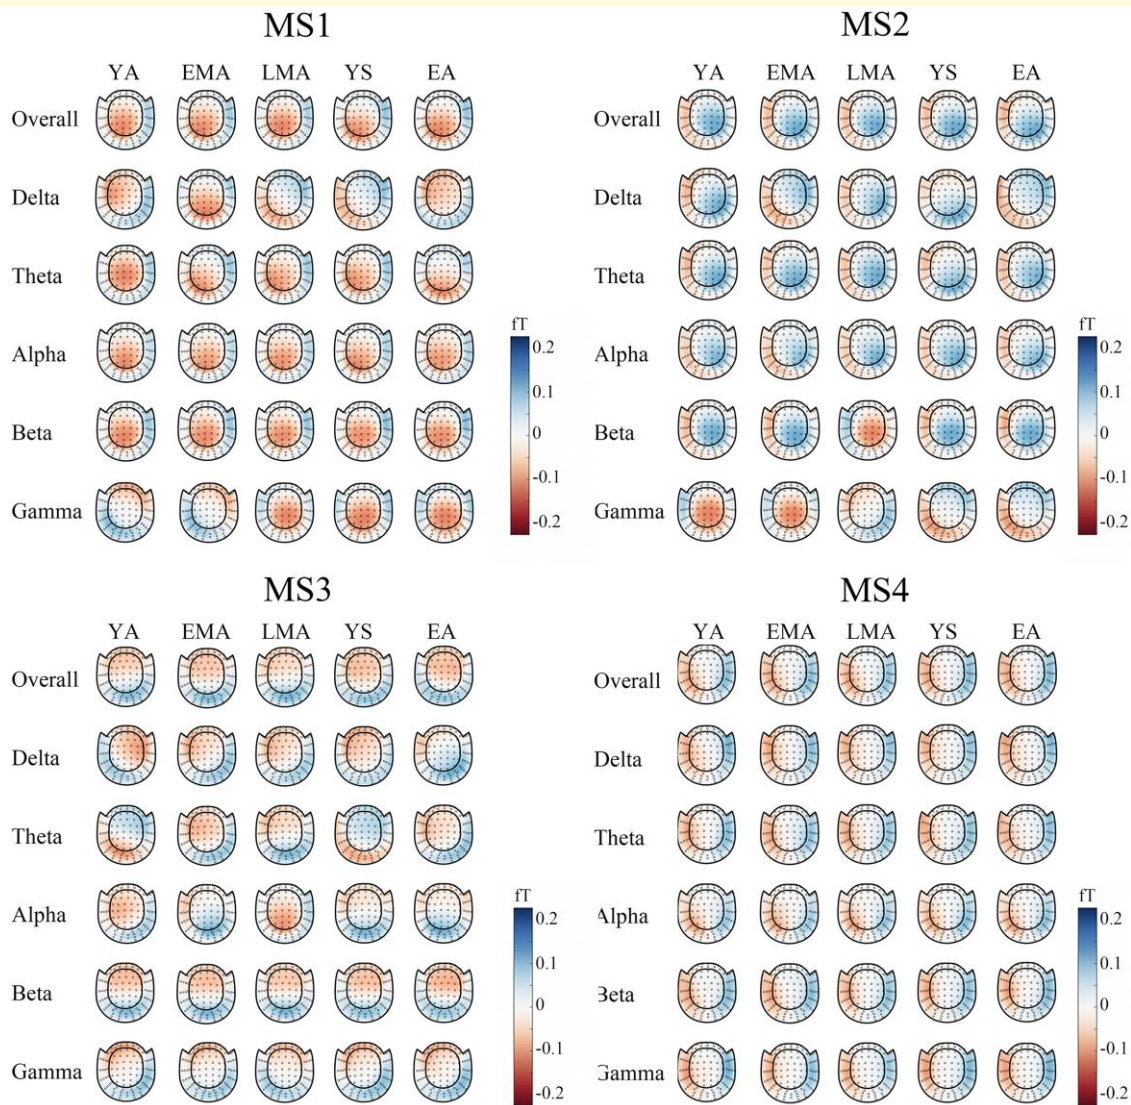 MS1
YA EMA LMA YS EA
Overall
Delta
Theta
Alpha
Beta
Gamma
fT
0.2
0.1
0
-0.1
-0.2
MS2
YA EMA LMA YS EA
Overall
Delta
Theta
Alpha
Beta
Gamma
fT
0.2
0.1
0
-0.1
-0.2
MS3
YA EMA LMA YS EA
Overall
Delta
Theta
Alpha
Beta
Gamma
fT
0.2
0.1
0
-0.1
-0.2
MS4
YA EMA LMA YS EA
Overall
Delta
Theta
Alpha
Beta
Gamma
fT
0.2
0.1
0
-0.1
-0.2